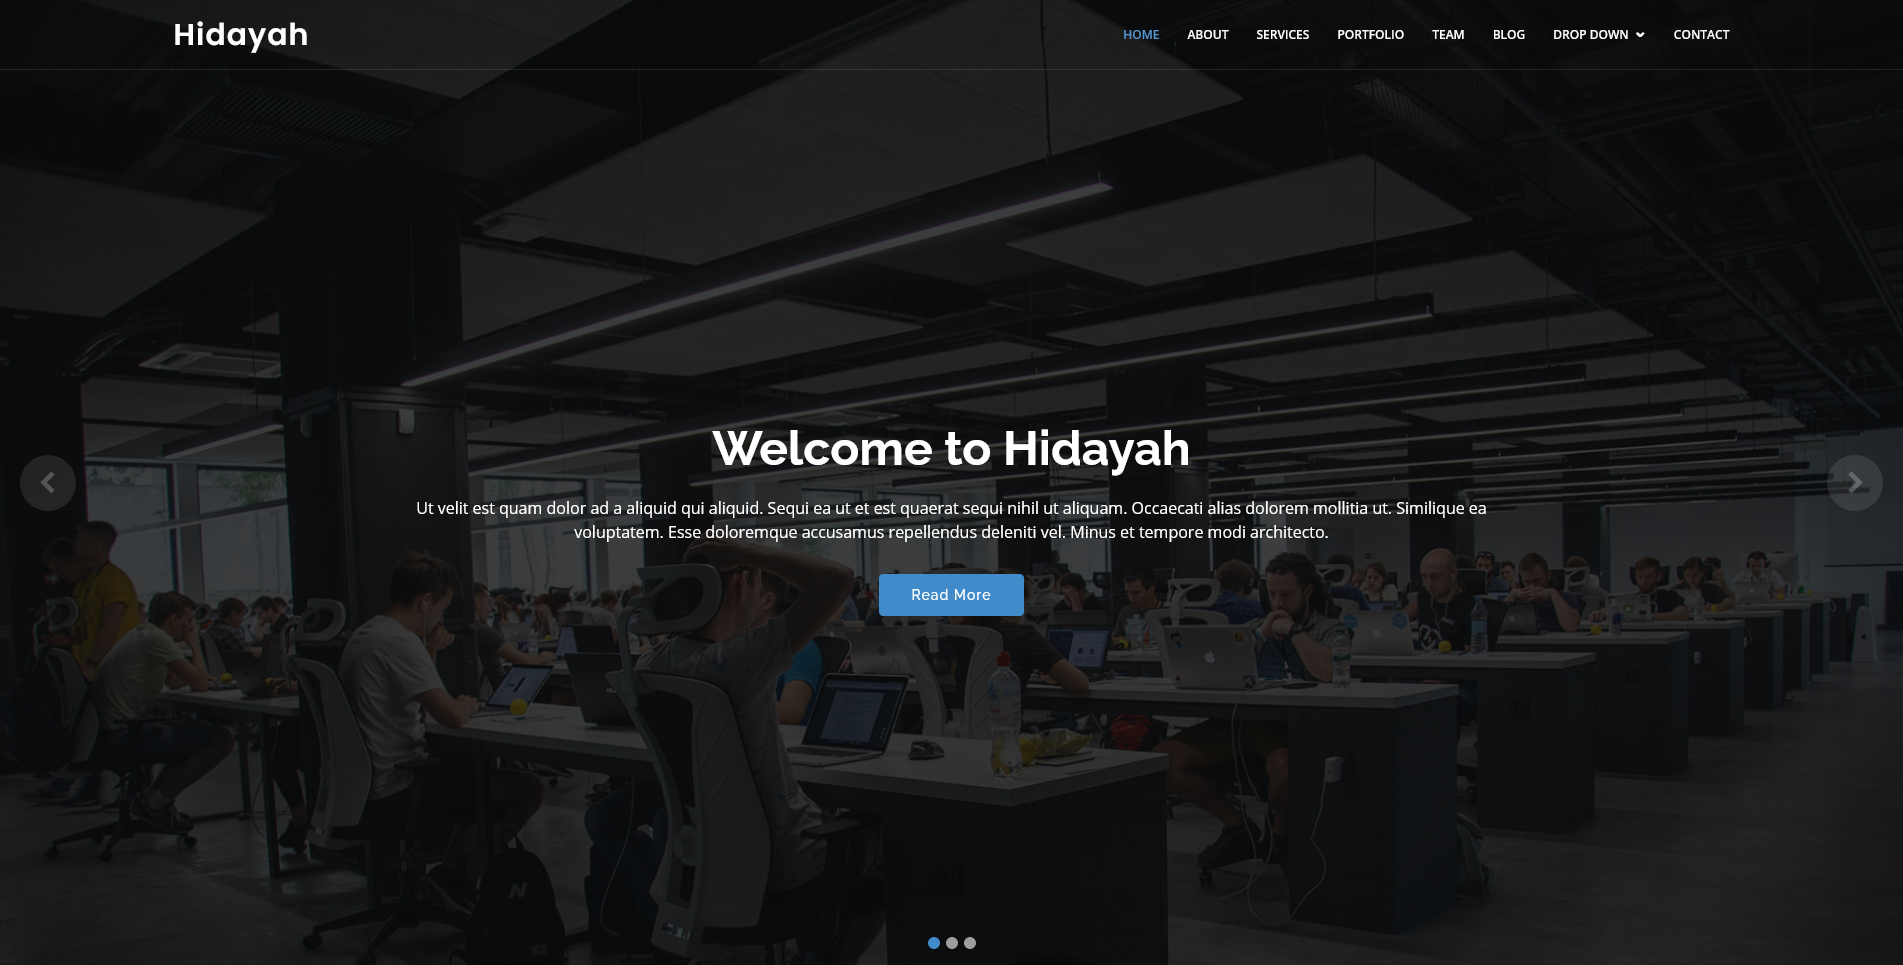 Hidayah
HOME ABOUT SERVICES PORTFOLIO TEAM BLOG DROP DOWN CONTACT
Welcome to Hidayah
Ut velit est quam dolor ad a aliquid qui aliquid. Sequi ea ut et est quaerat sequi nihil ut aliquam. Occaecati alias dolorem mollitia ut. Similique ea
voluptatem. Esse doloremque accusamus repellendus deleniti vel. Minus et tempore modi architecto.
Read More